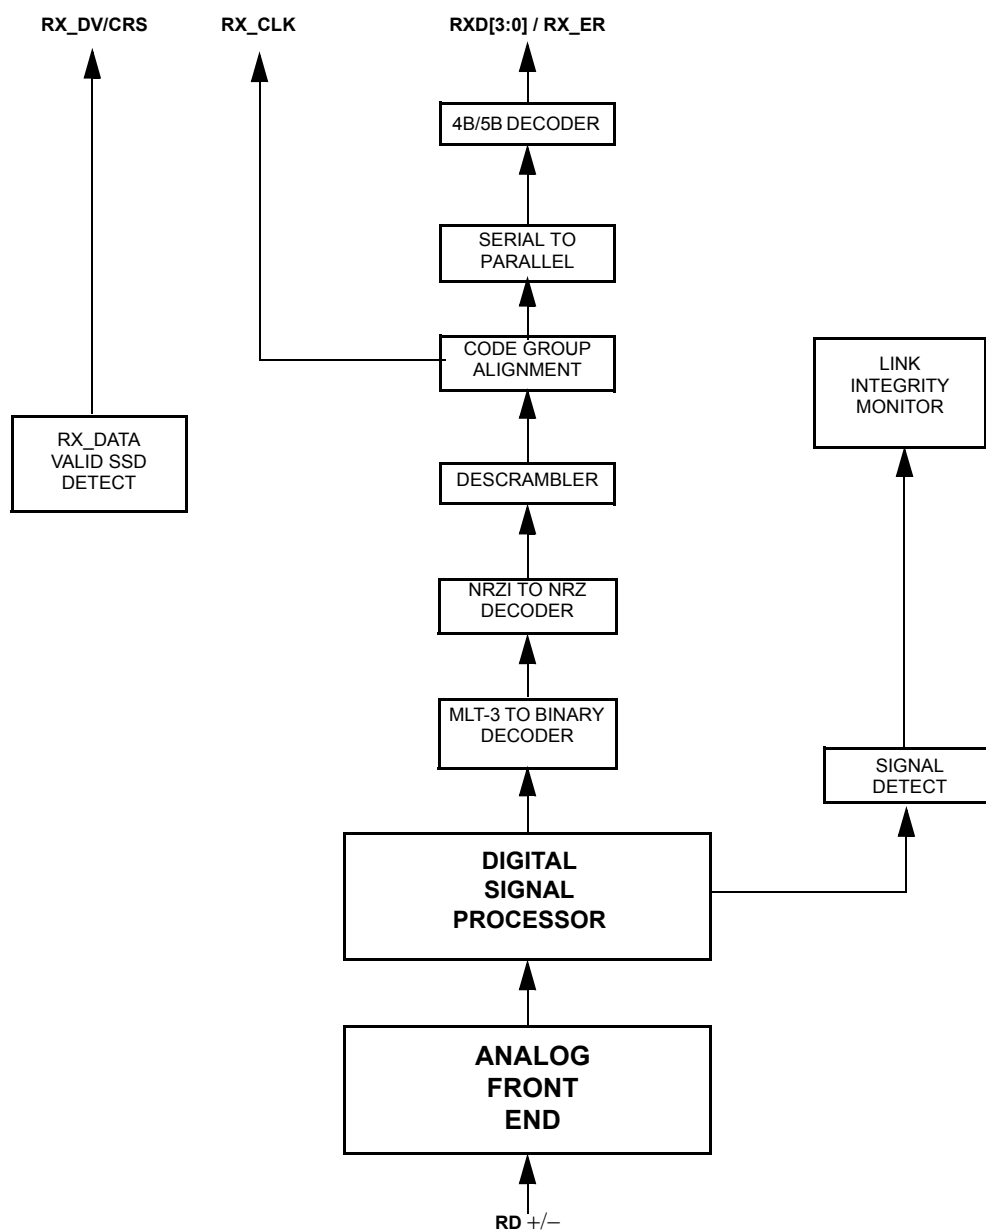 RX_DV/CRS
RX_CLK
RXD[3:0] / RX_ER
4B/5B DECODER
SERIAL TO
PARALLEL
CODE GROUP
ALIGNMENT
LINK
INTEGRITY
MONITOR
RX_DATA
VALID SSD
DETECT
DESCRAMBLER
NRZI TO NRZ
DECODER
MLT-3 TO BINARY
DECODER
SIGNAL
DETECT
DIGITAL
SIGNAL
PROCESSOR
ANALOG
FRONT
END
RD +/−